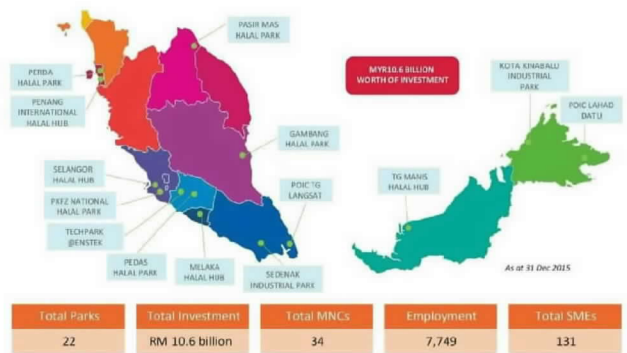 PASIR MAS
HALAL PARK
PERDA
HALAL PARK
PENANG
INTERNATIONAL
HALAL HUB
MYR10.6 BILLION
WORTH OF INVESTMENT
KOTA KINABALU
INDUSTRIAL
PARK
POIC LAHAD
DATU
GAMBANG
HALAL PARK
SELANGOR
HALAL HUB
PKFZ NATIONAL
HALAL PARK
TECHPARK
@ENSTEK
PEDAS
HALAL PARK
MELAKA
HALAL HUB
SEDENAK
INDUSTRIAL PARK
POIC TG
LANGSAT
TG MANIS
HALAL HUB
As at 31 Dec 2015
Total Parks
22
Total Investment
RM 10.6 billion
Total MNCs
34
Employment
7,749
Total SMEs
131